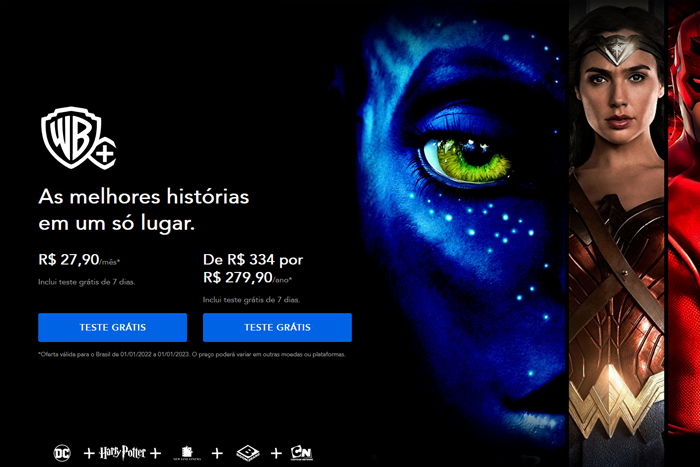 WB+
As melhores histórias
em um só lugar.
R$ 27,90/mês*
Inclui teste grátis de 7 dias.
TESTE GRÁTIS
De R$ 334 por
R$ 279,90/ano*
Inclui teste grátis de 7 dias.
TESTE GRÁTIS
*Oferta válida para o Brasil de 01/01/2022 a 01/01/2023. O preço poderá variar em outras moedas ou plataformas.
DC + Harry Potter + NEW LINE CINEMA + + CN
CARTOON NETWORK